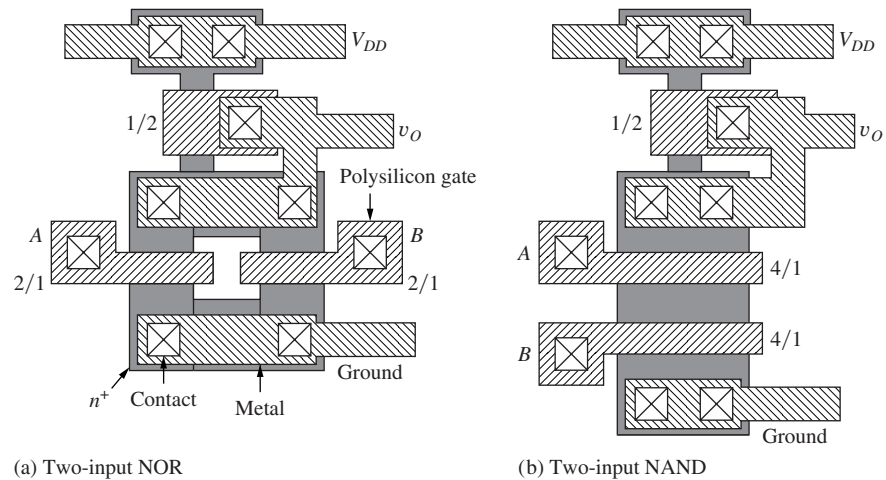 V_DD
1/2
v_O
Polysilicon gate
A
B
2/1
2/1
Ground
n⁺
Contact
Metal
(a) Two-input NOR
V_DD
1/2
v_O
A
4/1
B
4/1
Ground
(b) Two-input NAND